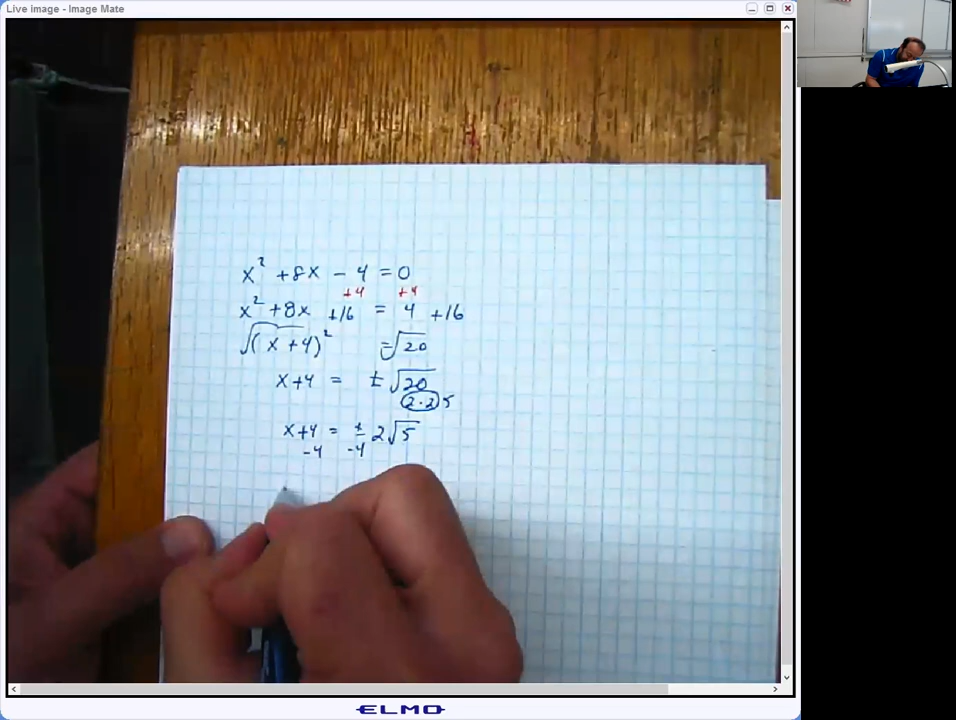 Live image - Image Mate
x² + 8x - 4 = 0
+4 +4
x² + 8x + 16 = 4 + 16
√(x + 4)² = √20
x + 4 = ± √20
2 · 2 5
x + 4 = ± 2√5
-4 -4
ELMO